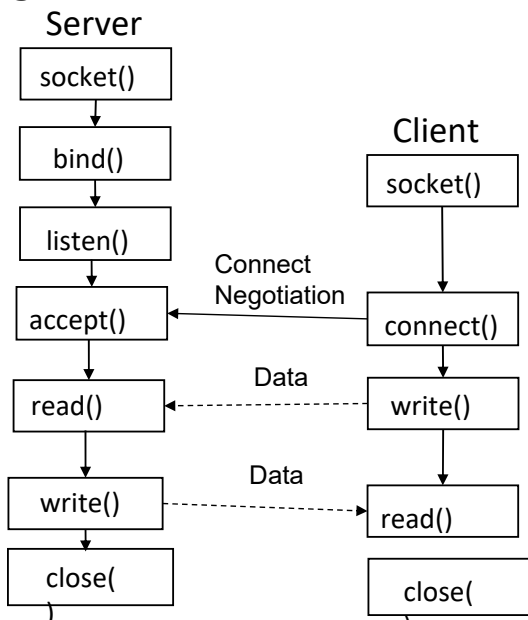 Server
socket()
bind()
listen()
accept()
read()
write()
close(
)
Connect
Negotiation
Data
Data
Client
socket()
connect()
write()
read()
close(
)